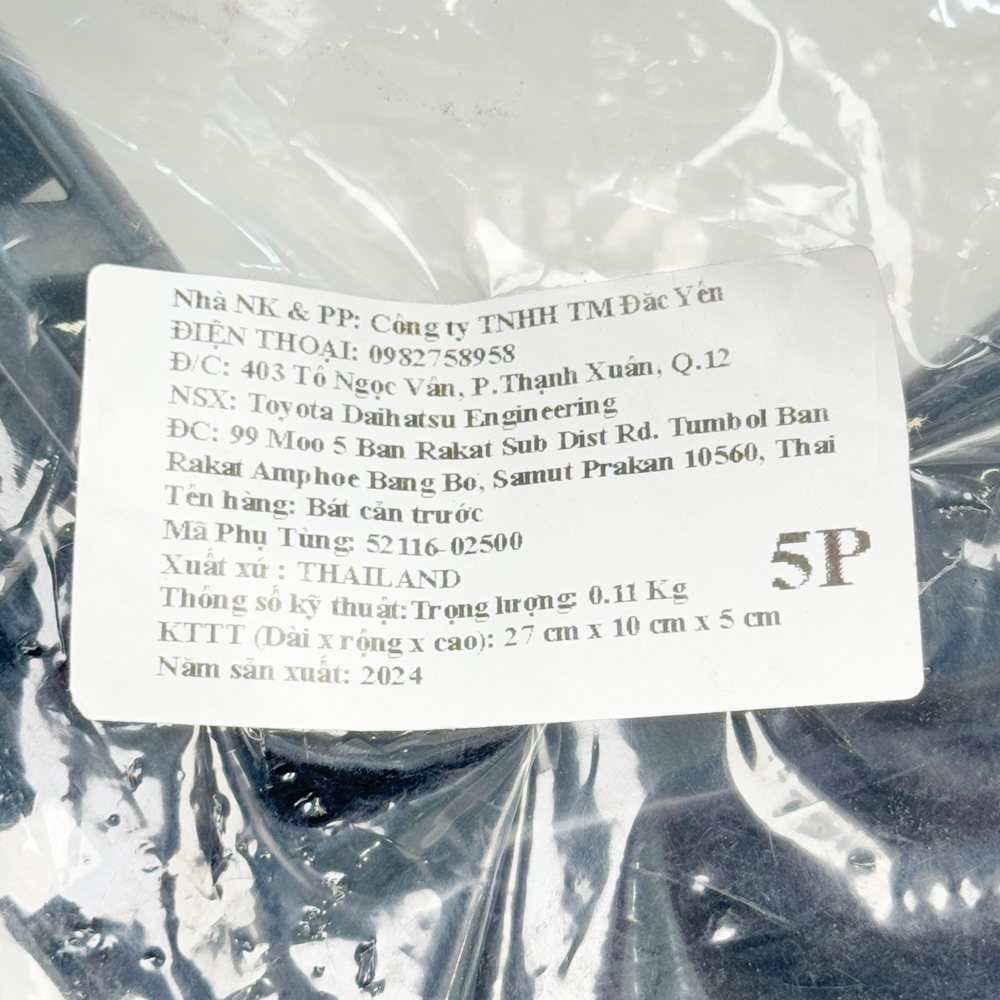 Nhà NK & PP: Công ty TNHH TM Đăc Yến
ĐIỆN THOẠI: 0982758958
Đ/C: 403 Tô Ngọc Vân, P.Thạnh Xuân, Q.12
NSX: Toyota Daihatsu Engineering
ĐC: 99 Moo 5 Ban Rakat Sub Dist Rd. Tumbol Ban
Rakat Amphoe Bang Bo, Samut Prakan 10560, Thai
Tên hàng: Bát cản trước
Mã Phụ Tùng: 52116-02500
Xuất xứ : THAILAND
5P
Thông số kỹ thuật: Trọng lượng: 0.11 Kg
KTTT (Dài x rộng x cao): 27 cm x 10 cm x 5 cm
Năm sản xuất: 2024